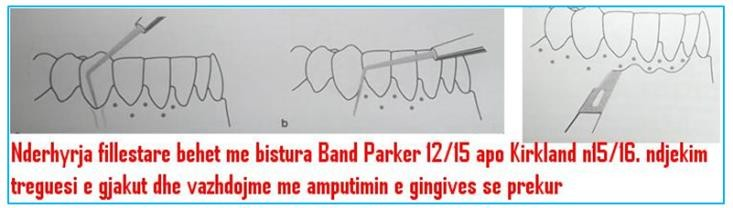 b
Nderhyrja fillestare behet me bistura Band Parker 12/15 apo Kirkland n15/16. ndjekim
treguesi e gjakut dhe vazhdojme me amputimin e gingives se prekur